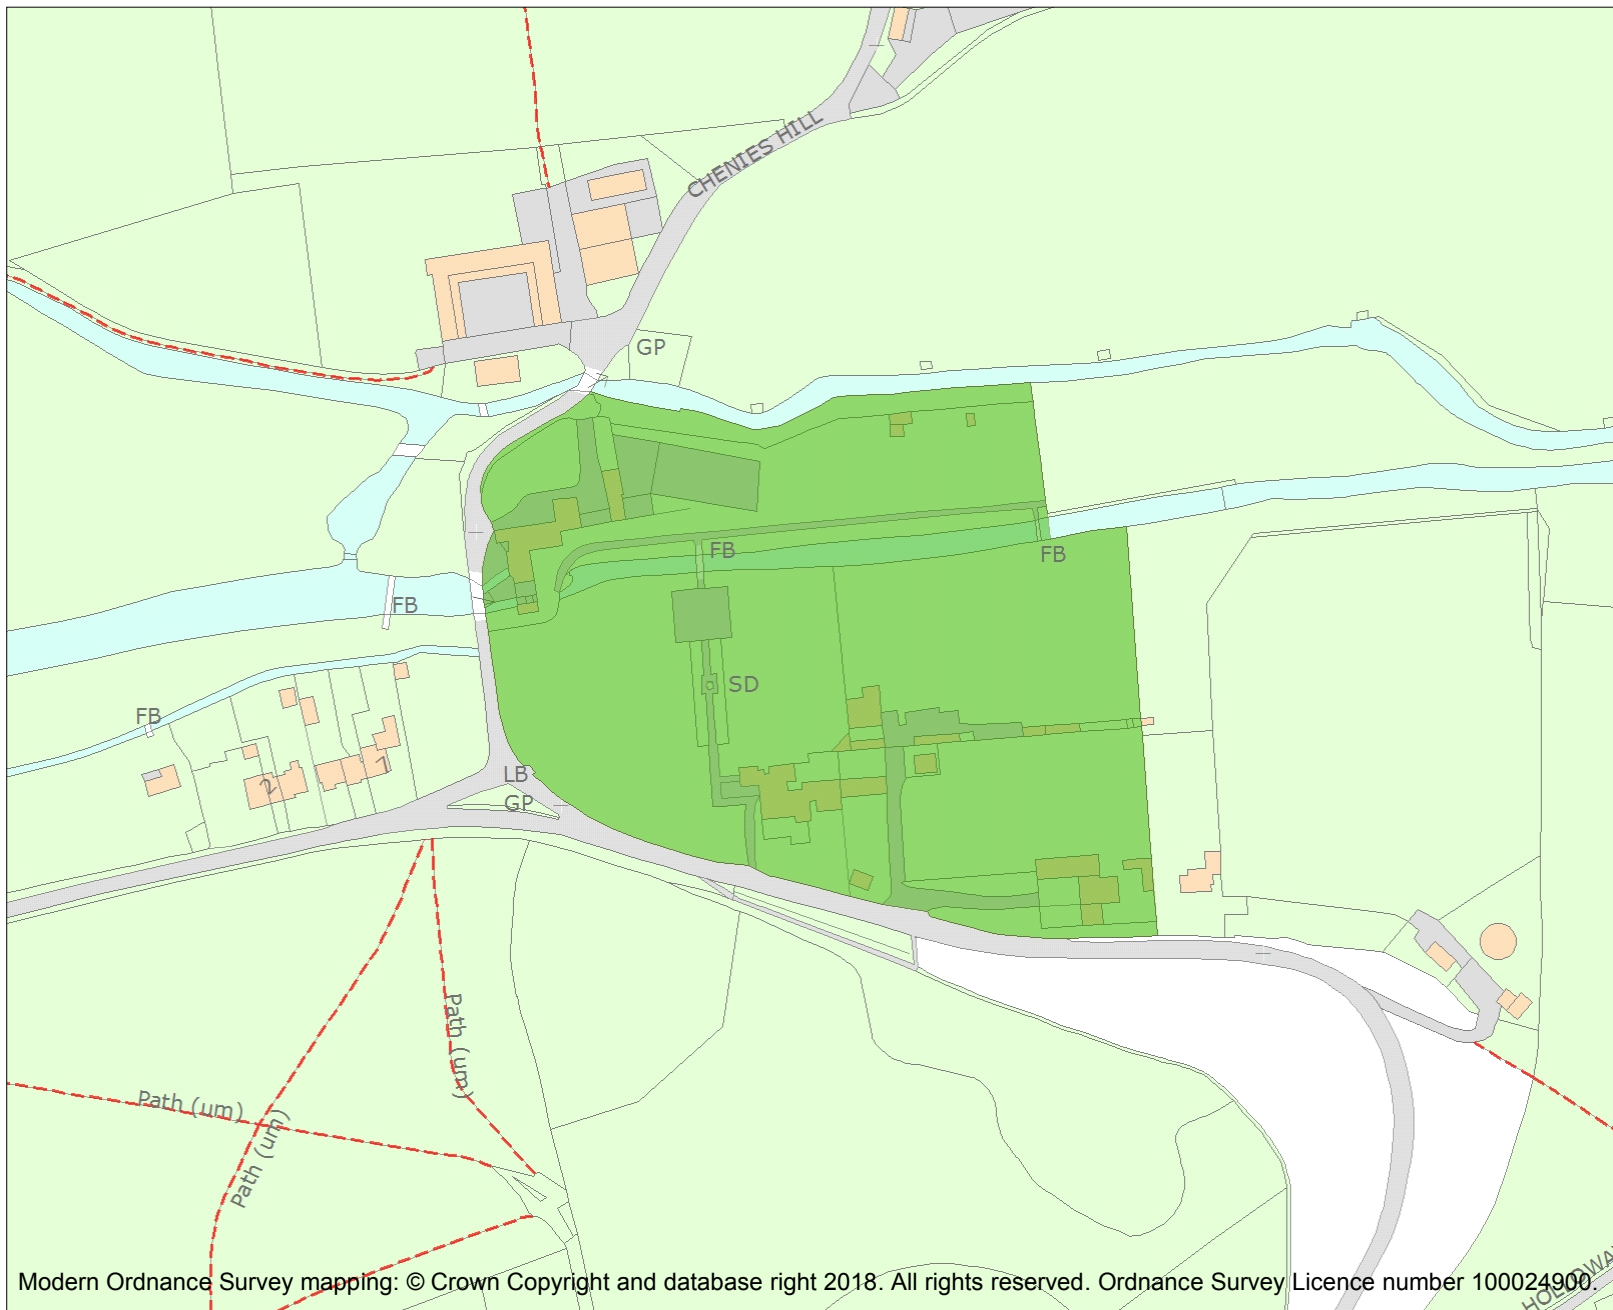 CHENIES HILL
GP
FB
FB
FB
SD
FB
LB
GP
2
1
Path (um)
Path (um)
Path (um)
Modern Ordnance Survey mapping: © Crown Copyright and database right 2018. All rights reserved. Ordnance Survey Licence number 100024900.